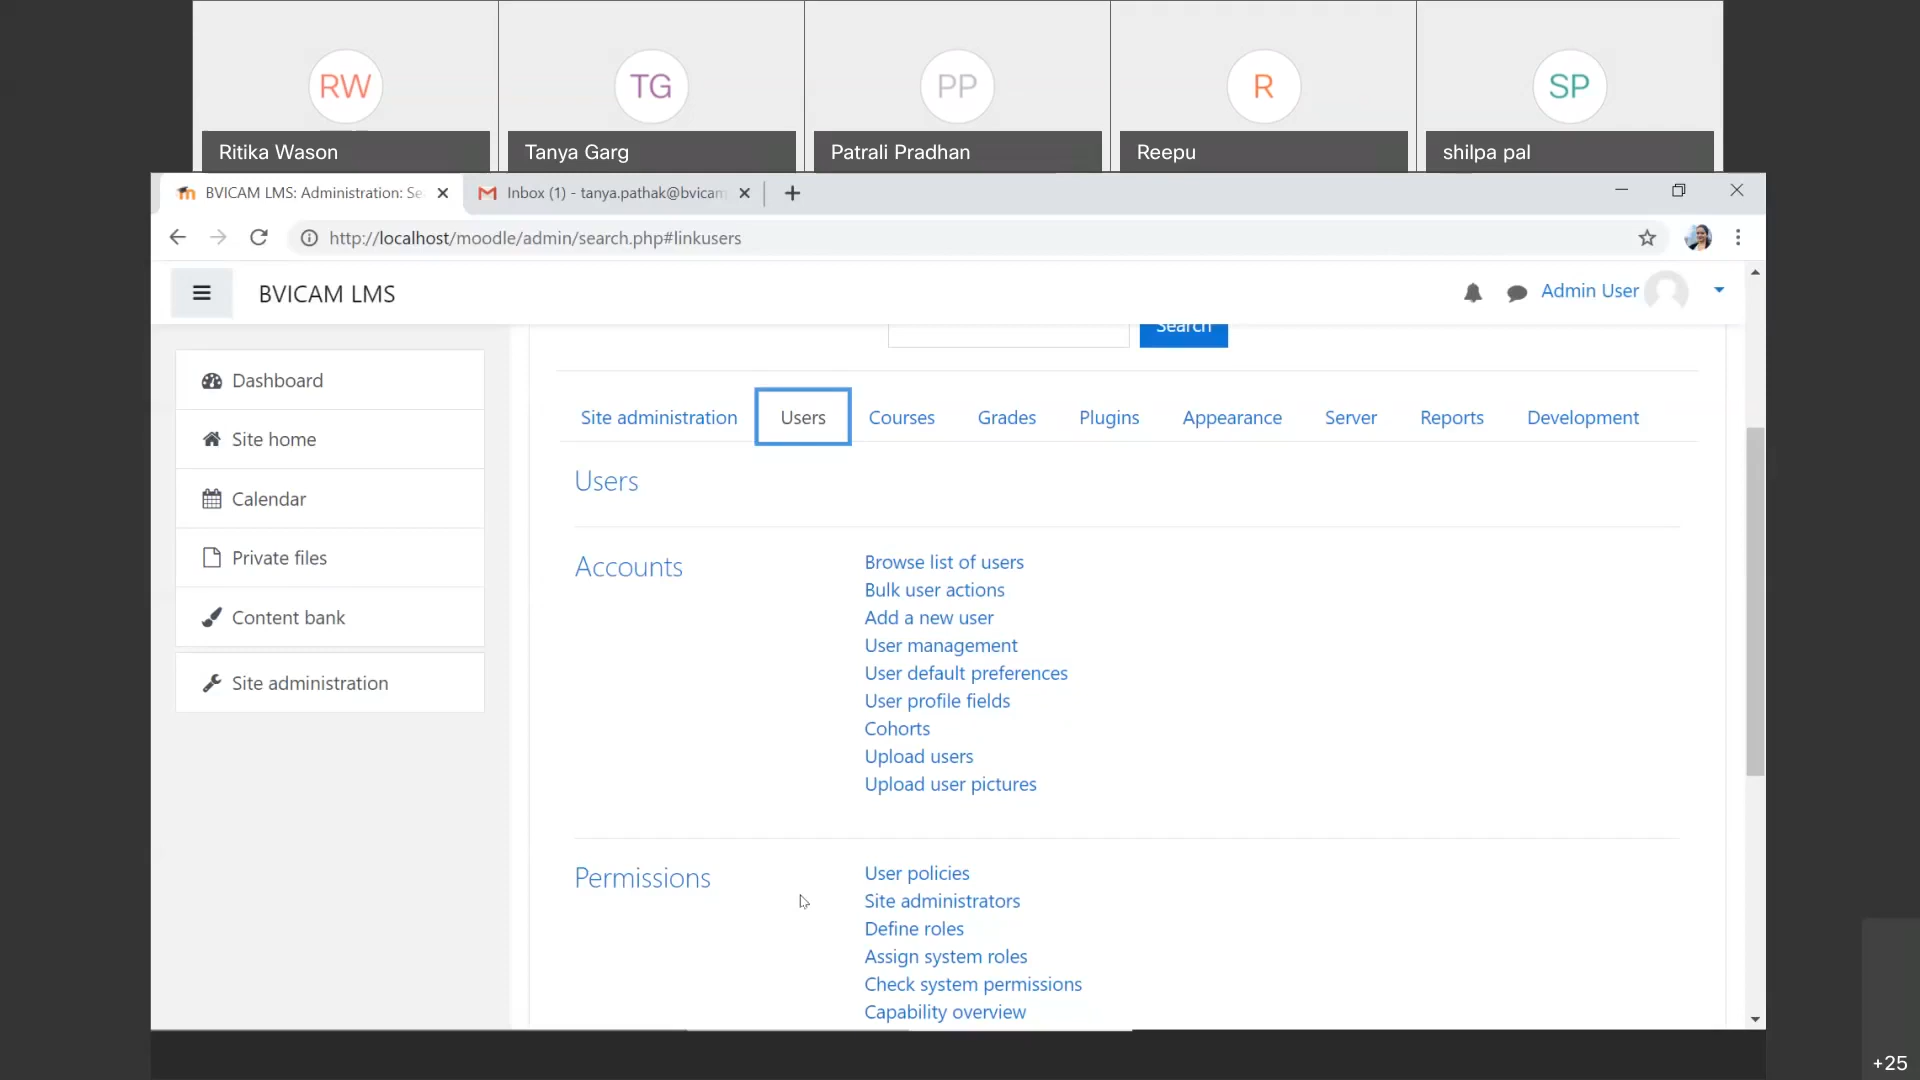 RW
TG
PP
R
SP
Ritika Wason
Tanya Garg
Patrali Pradhan
Reepu
shilpa pal
BVICAM LMS: Administration: Se
Inbox (1) - tanya.pathak@bvicam
http://localhost/moodle/admin/search.php#linkusers
BVICAM LMS
Admin User
Search
Dashboard
Site home
Calendar
Private files
Content bank
Site administration
Site administration
Users
Courses
Grades
Plugins
Appearance
Server
Reports
Development
Users
Accounts
Browse list of users
Bulk user actions
Add a new user
User management
User default preferences
User profile fields
Cohorts
Upload users
Upload user pictures
Permissions
User policies
Site administrators
Define roles
Assign system roles
Check system permissions
Capability overview
+25